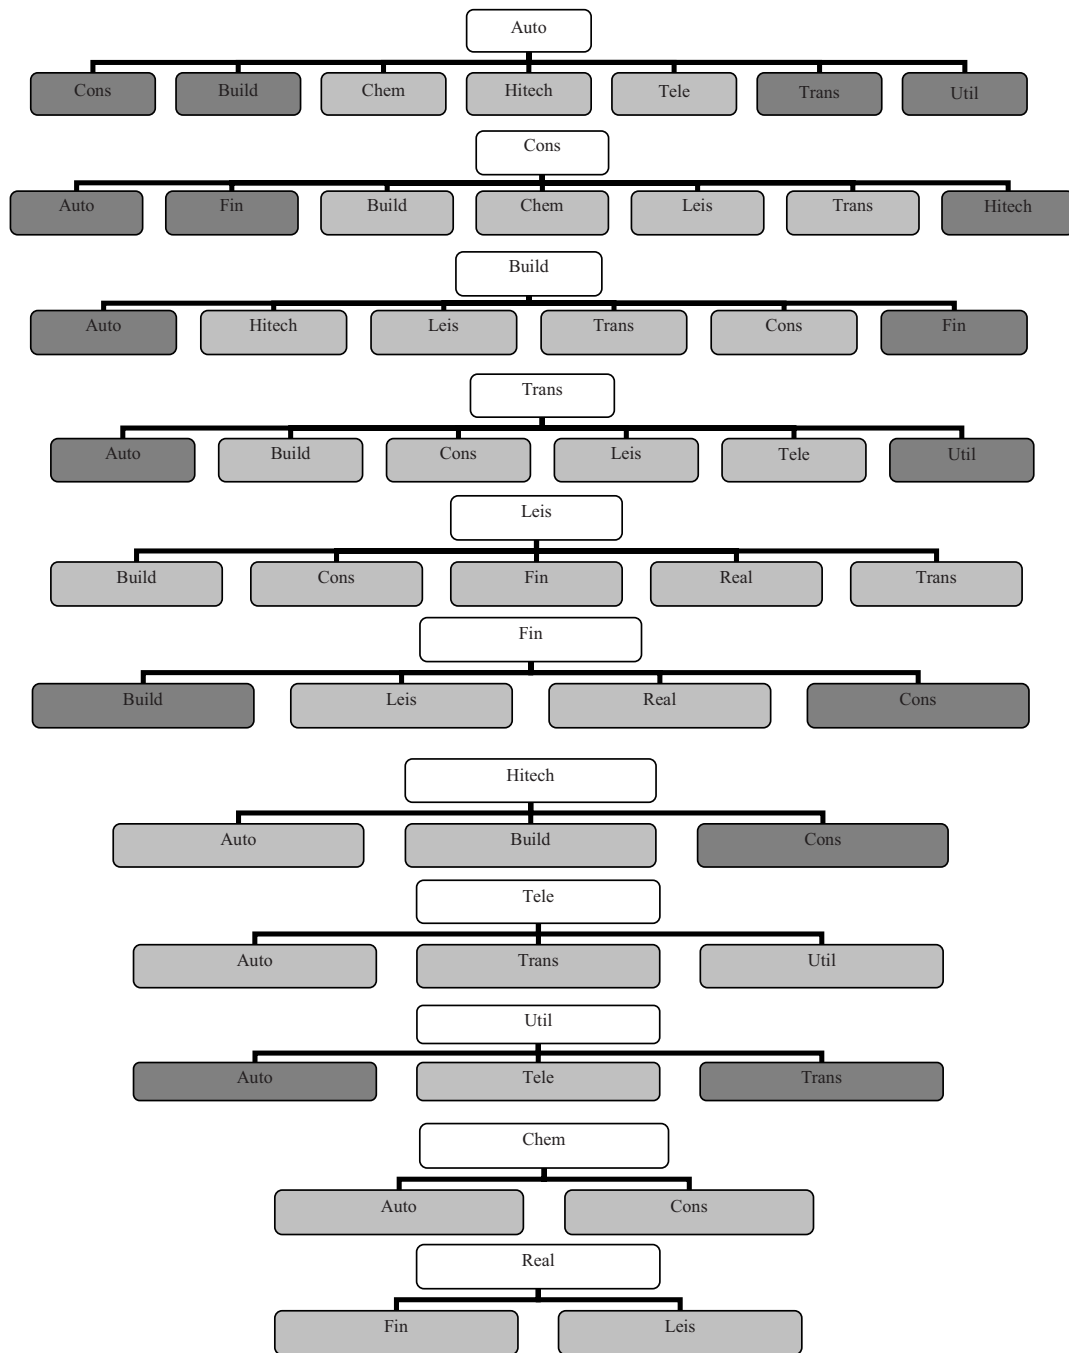 Auto
Cons Build Chem Hitech Tele Trans Util
Cons
Auto Fin Build Chem Leis Trans Hitech
Build
Auto Hitech Leis Trans Cons Fin
Trans
Auto Build Cons Leis Tele Util
Leis
Build Cons Fin Real Trans
Fin
Build Leis Real Cons
Hitech
Auto Build Cons
Tele
Auto Trans Util
Util
Auto Tele Trans
Chem
Auto Cons
Real
Fin Leis